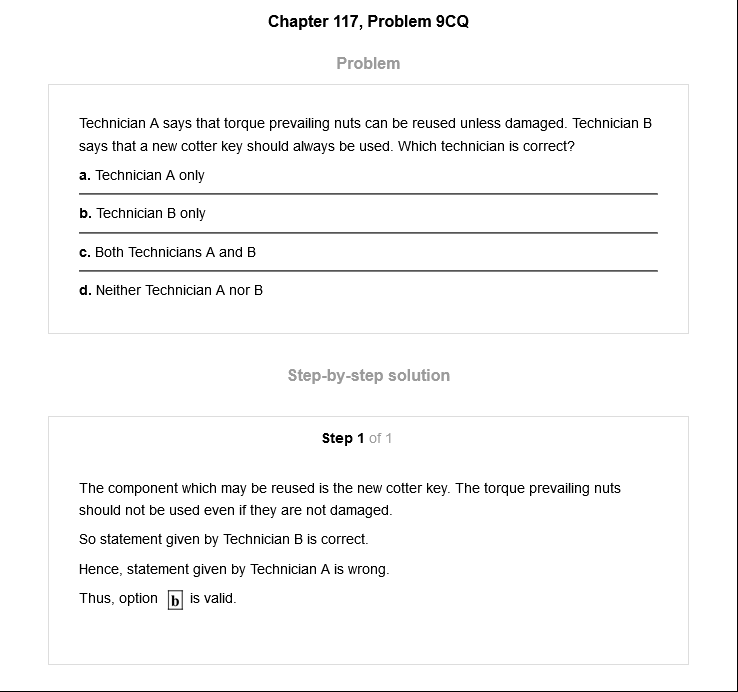 Chapter 117, Problem 9CQ
Problem
Technician A says that torque prevailing nuts can be reused unless damaged. Technician B
says that a new cotter key should always be used. Which technician is correct?
a. Technician A only
b. Technician B only
c. Both Technicians A and B
d. Neither Technician A nor B
Step-by-step solution
Step 1 of 1
The component which may be reused is the new cotter key. The torque prevailing nuts
should not be used even if they are not damaged.
So statement given by Technician B is correct.
Hence, statement given by Technician A is wrong.
Thus, option b is valid.